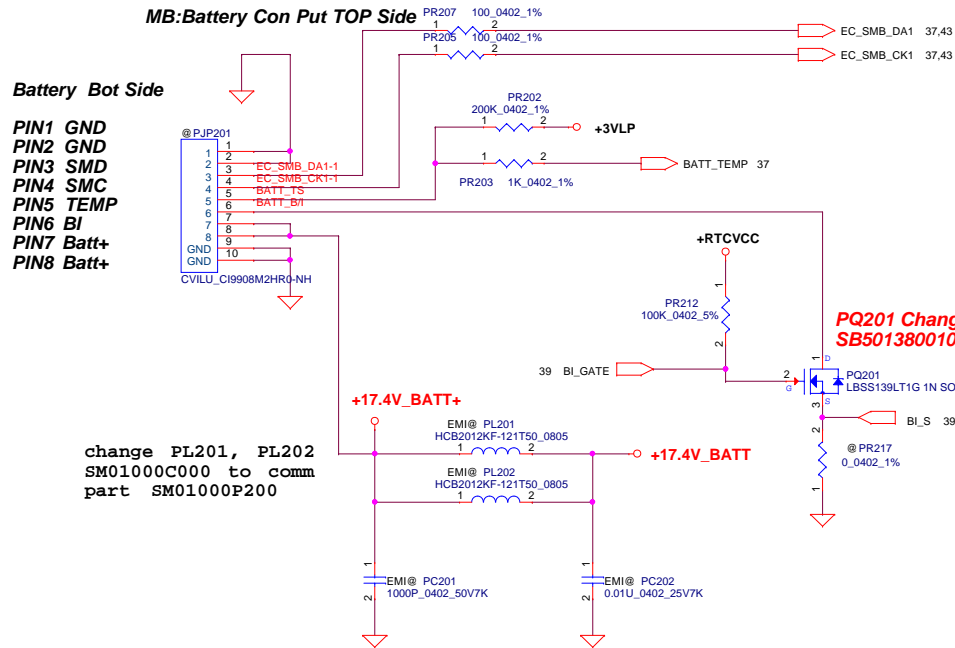 MB:Battery Con Put TOP Side
PR207 100_0402_1%
1 2
EC_SMB_DA1 37,43
PR205 100_0402_1%
1 2
EC_SMB_CK1 37,43
Battery Bot Side
PIN1 GND
PIN2 GND
PIN3 SMD
PIN4 SMC
PIN5 TEMP
PIN6 BI
PIN7 Batt+
PIN8 Batt+
@PJP201
1 1
2 2
3 3 EC_SMB_DA1-1
4 4 EC_SMB_CK1-1
5 5 BATT_TS
6 6 BATT_B/I
7 7
8 8
GND 9
GND 10
CVILU_CI9908M2HR0-NH
PR202
200K_0402_1%
1 2
+3VLP
1 2
BATT_TEMP 37
PR203 1K_0402_1%
+RTCVCC
1
PR212
100K_0402_5%
2
39 BI_GATE
PQ201 Chang
SB501380010
1 D
2 G
PQ201
LBSS139LT1G 1N SO
3 S
BI_S 39
2
@ PR217
0_0402_1%
1
+17.4V_BATT+
EMI@ PL201
HCB2012KF-121T50_0805
1 2
+17.4V_BATT
EMI@ PL202
HCB2012KF-121T50_0805
1 2
change PL201, PL202
SM01000C000 to comm
part SM01000P200
1
EMI@ PC201
1000P_0402_50V7K
2
1
EMI@ PC202
0.01U_0402_25V7K
2